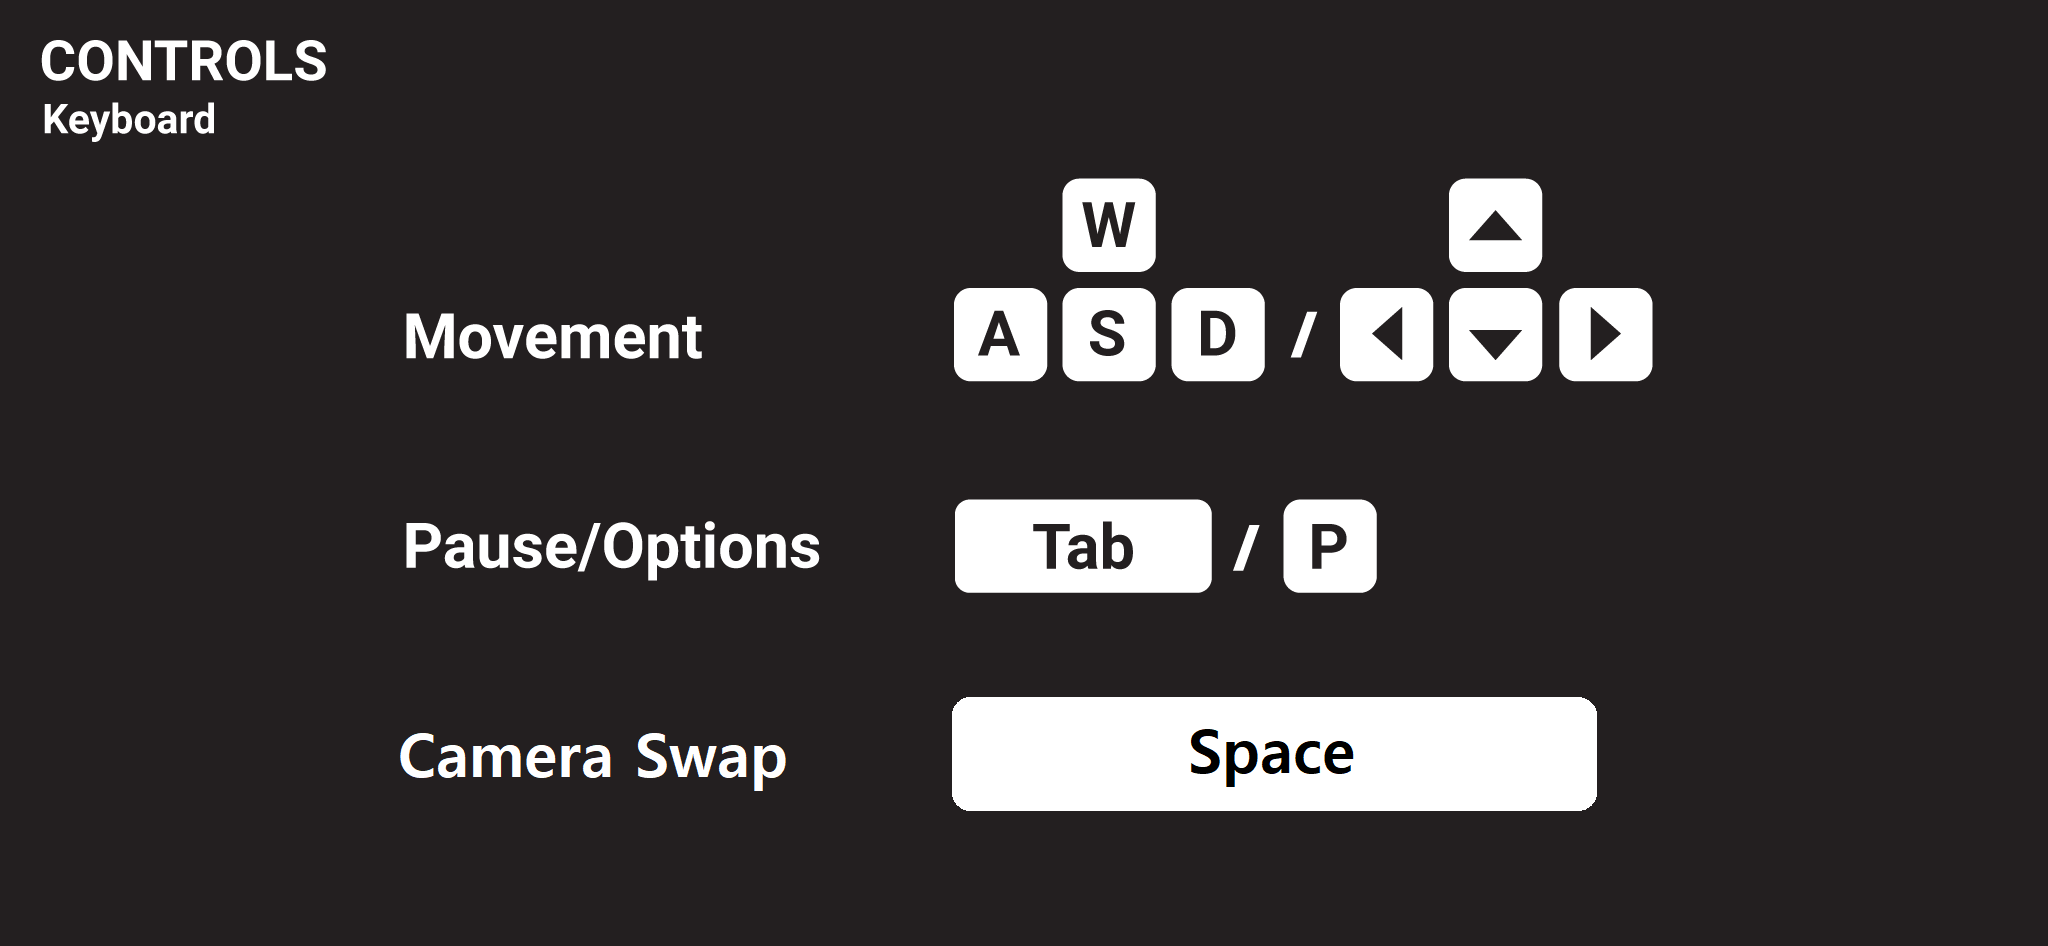 CONTROLS
Keyboard
W
Movement A S D /
Pause/Options Tab / P
Camera Swap Space